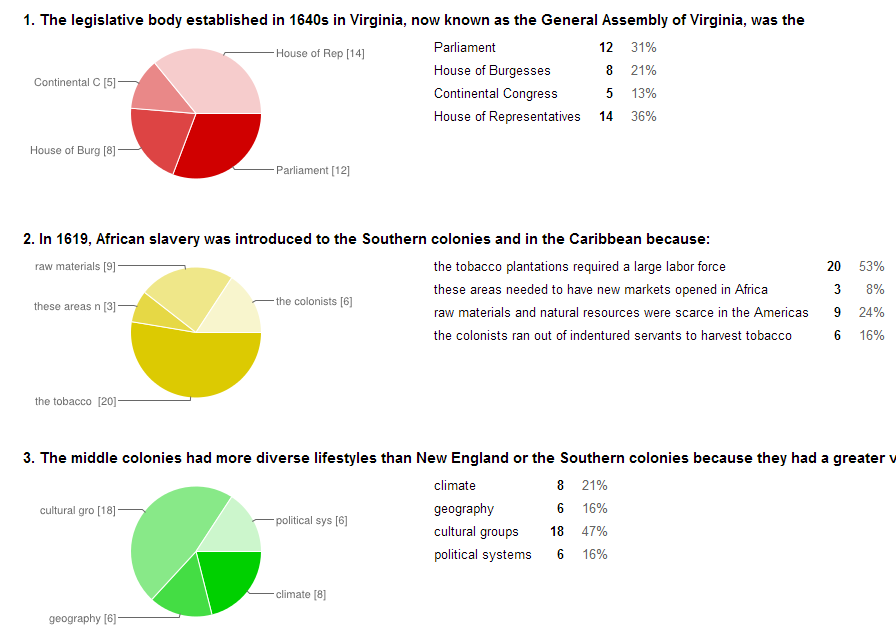 1. The legislative body established in 1640s in Virginia, now known as the General Assembly of Virginia, was the
House of Rep [14]
Continental C [5]
House of Burg [8]
Parliament [12]
Parliament 12 31%
House of Burgesses 8 21%
Continental Congress 5 13%
House of Representatives 14 36%
2. In 1619, African slavery was introduced to the Southern colonies and in the Caribbean because:
raw materials [9]
these areas n [3]
the colonists [6]
the tobacco [20]
the tobacco plantations required a large labor force 20 53%
these areas needed to have new markets opened in Africa 3 8%
raw materials and natural resources were scarce in the Americas 9 24%
the colonists ran out of indentured servants to harvest tobacco 6 16%
3. The middle colonies had more diverse lifestyles than New England or the Southern colonies because they had a greater v
cultural gro [18]
political sys [6]
climate [8]
geography [6]
climate 8 21%
geography 6 16%
cultural groups 18 47%
political systems 6 16%